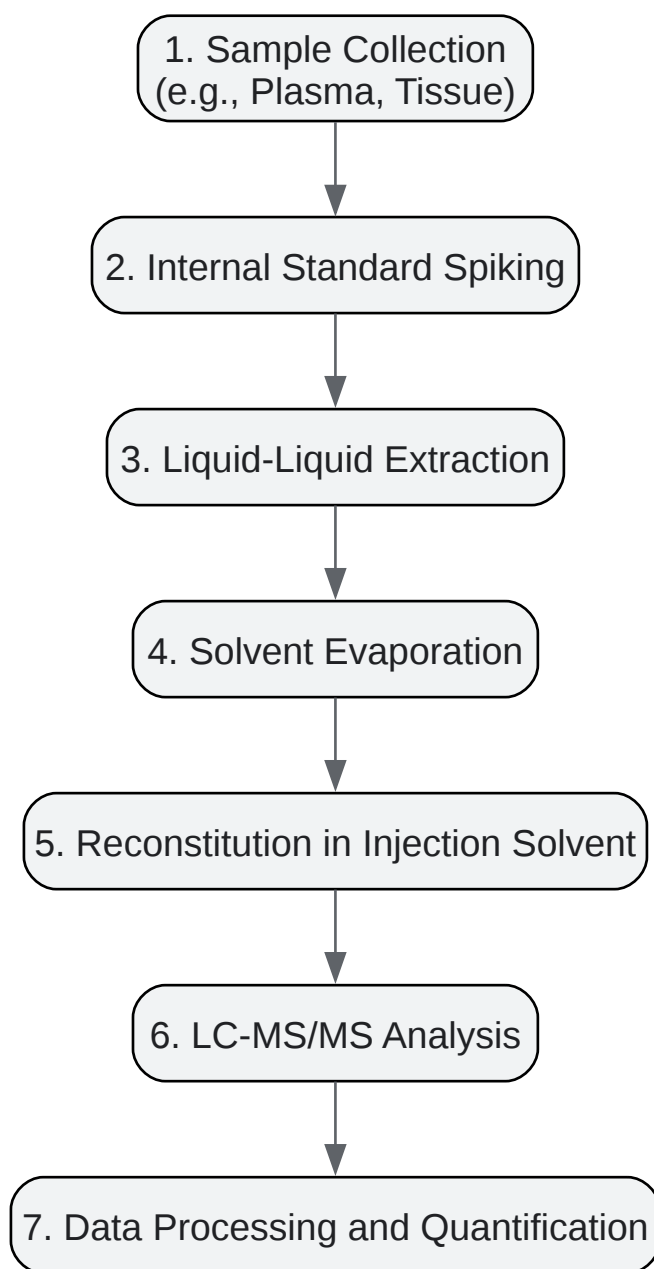 1. Sample Collection
(e.g., Plasma, Tissue)
2. Internal Standard Spiking
3. Liquid-Liquid Extraction
4. Solvent Evaporation
5. Reconstitution in Injection Solvent
6. LC-MS/MS Analysis
7. Data Processing and Quantification